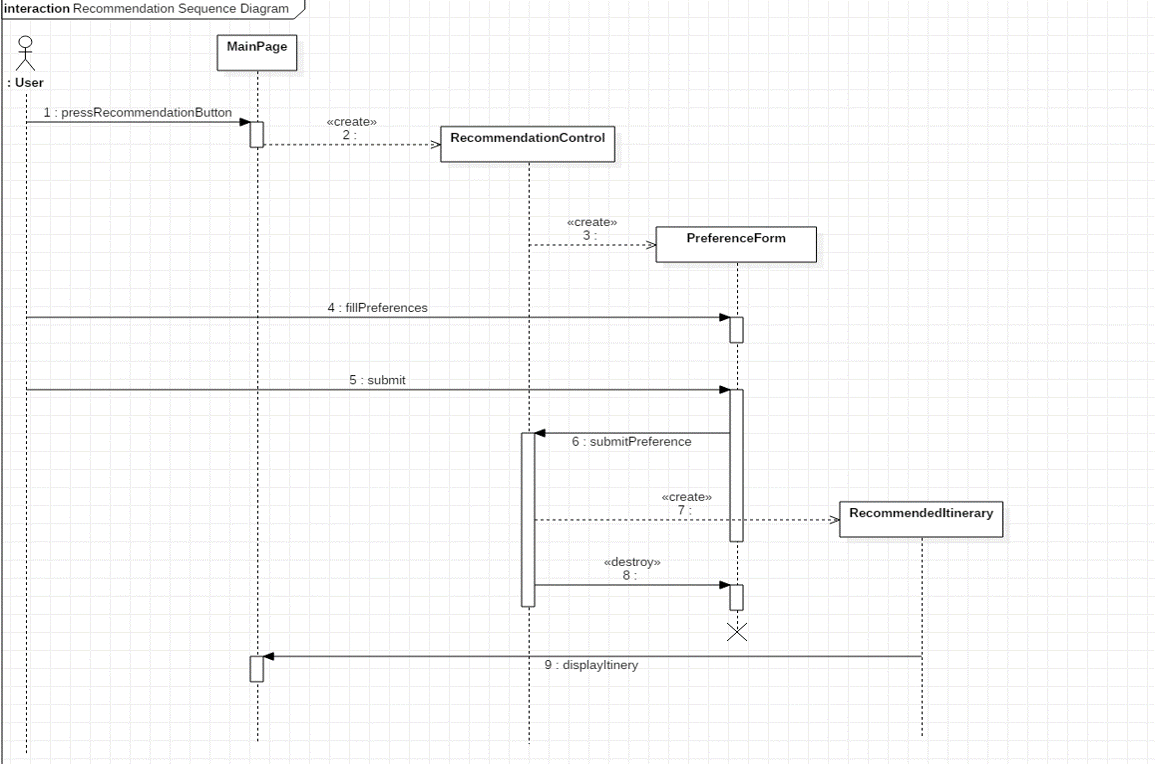 interaction Recommendation Sequence Diagram
MainPage
: User
1 : pressRecommendationButton
«create»
2 :
RecommendationControl
«create»
3 :
PreferenceForm
4 : fillPreferences
5 : submit
6 : submitPreference
«create»
7 :
RecommendedItinerary
«destroy»
8 :
9 : displayItinery